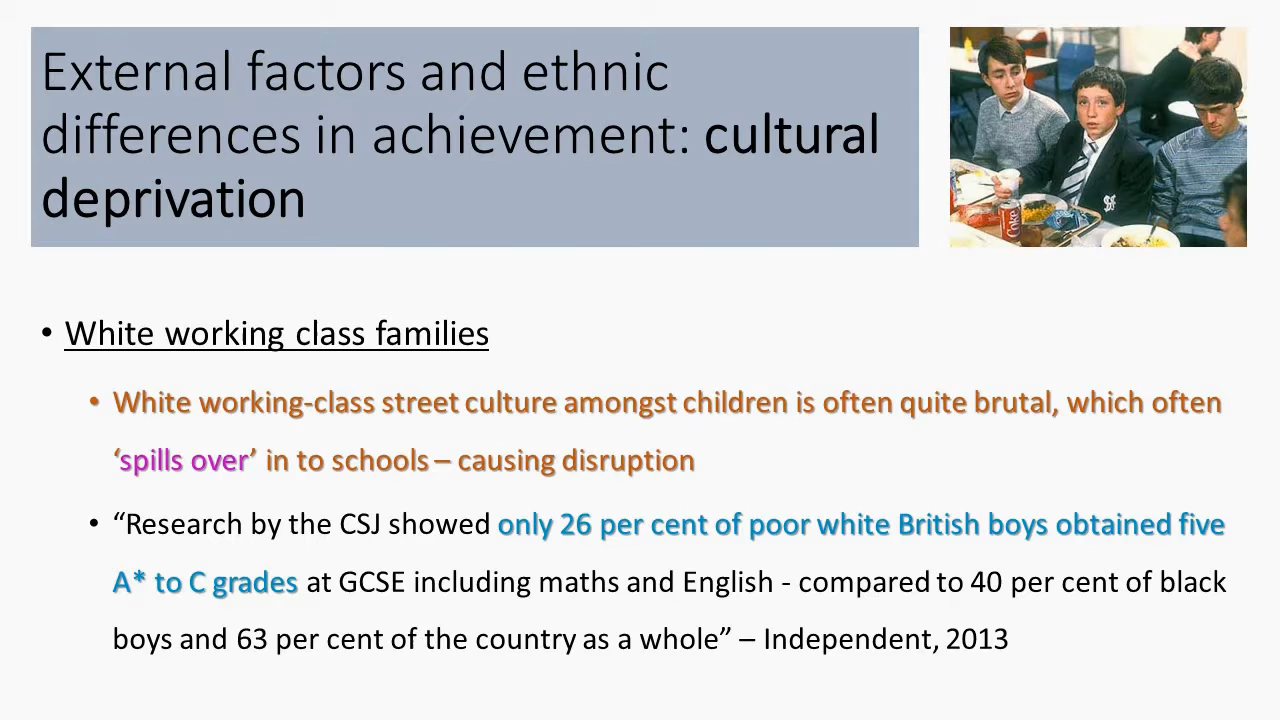 External factors and ethnic
differences in achievement: cultural
deprivation
• White working class families
• White working-class street culture amongst children is often quite brutal, which often
‘spills over’ in to schools – causing disruption
• “Research by the CSJ showed only 26 per cent of poor white British boys obtained five
A* to C grades at GCSE including maths and English - compared to 40 per cent of black
boys and 63 per cent of the country as a whole” – Independent, 2013
Coke